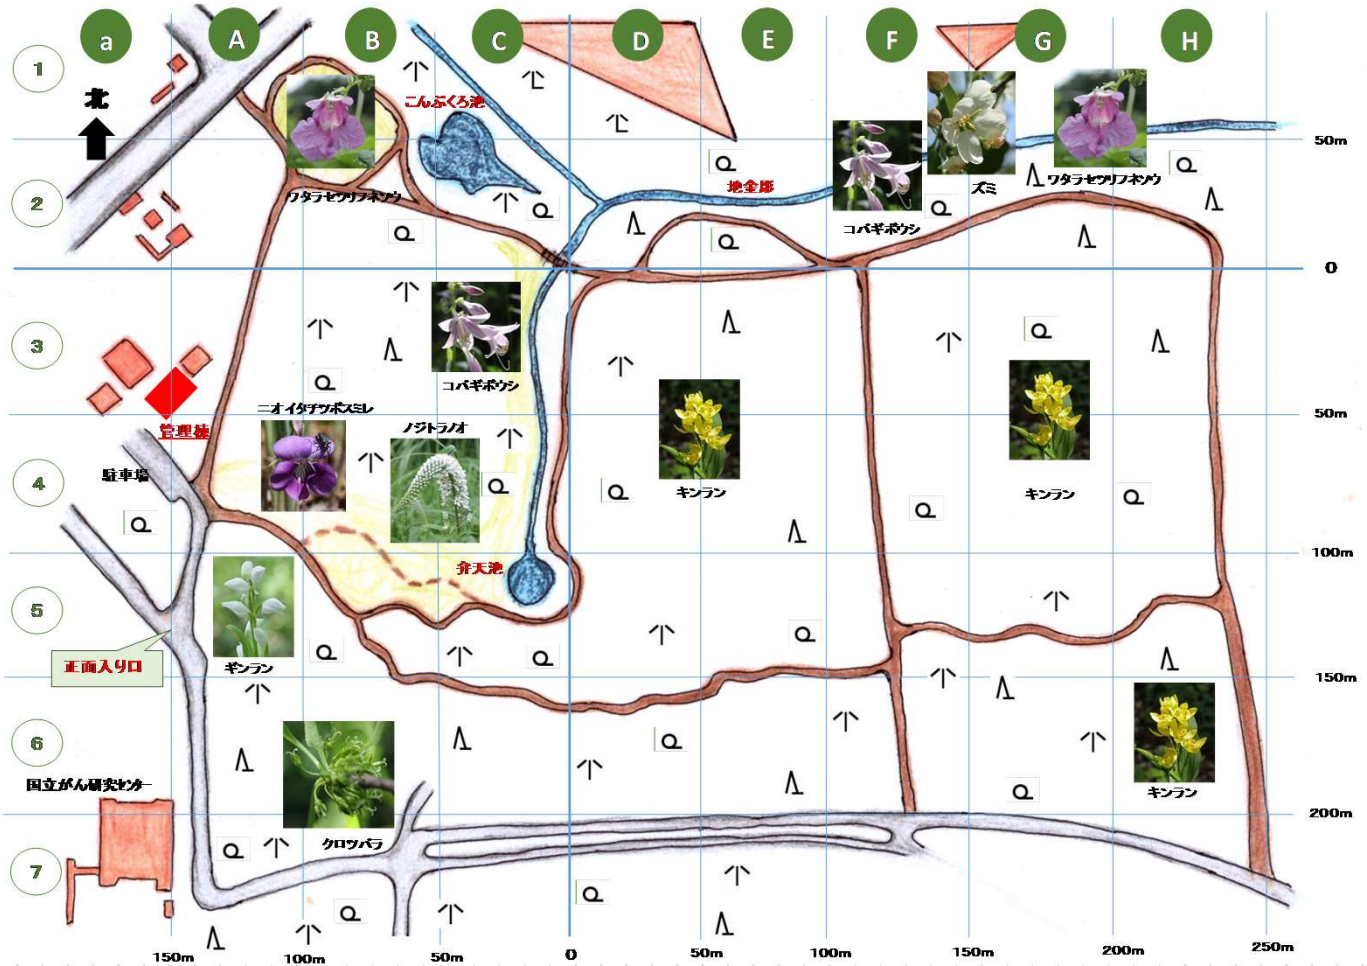 a A B C D E F G H
1
北
こんぶくろ池
50m
地金堀
ワタラセツリフネソウ
ズミ
ワタラセツリフネソウ
2
コバギボウシ
0
3
コバギボウシ
ニオイタチツボスミレ
50m
管理棟
ノジトラノオ
駐車場
4
キンラン
キンラン
100m
弁天池
5
正面入り口
ギンラン
150m
6
国立がん研究センター
キンラン
200m
クロツバラ
7
150m 100m 50m 0 50m 100m 150m 200m 250m